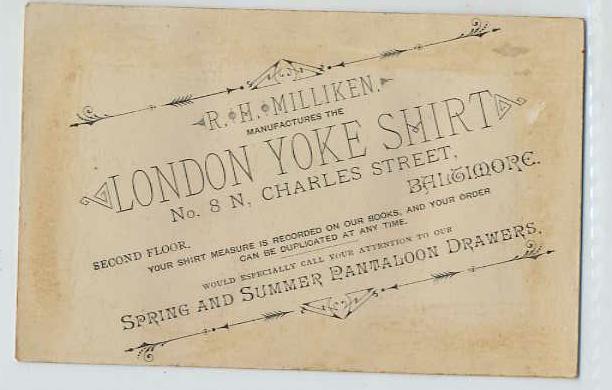 R. H. MILLIKEN.
MANUFACTURES THE
LONDON YOKE SHIRT
No. 8 N. CHARLES STREET,
BALTIMORE.
SECOND FLOOR.
YOUR SHIRT MEASURE IS RECORDED ON OUR BOOKS, AND YOUR ORDER
CAN BE DUPLICATED AT ANY TIME.
WOULD ESPECIALLY CALL YOUR ATTENTION TO OUR
SPRING AND SUMMER PANTALOON DRAWERS.